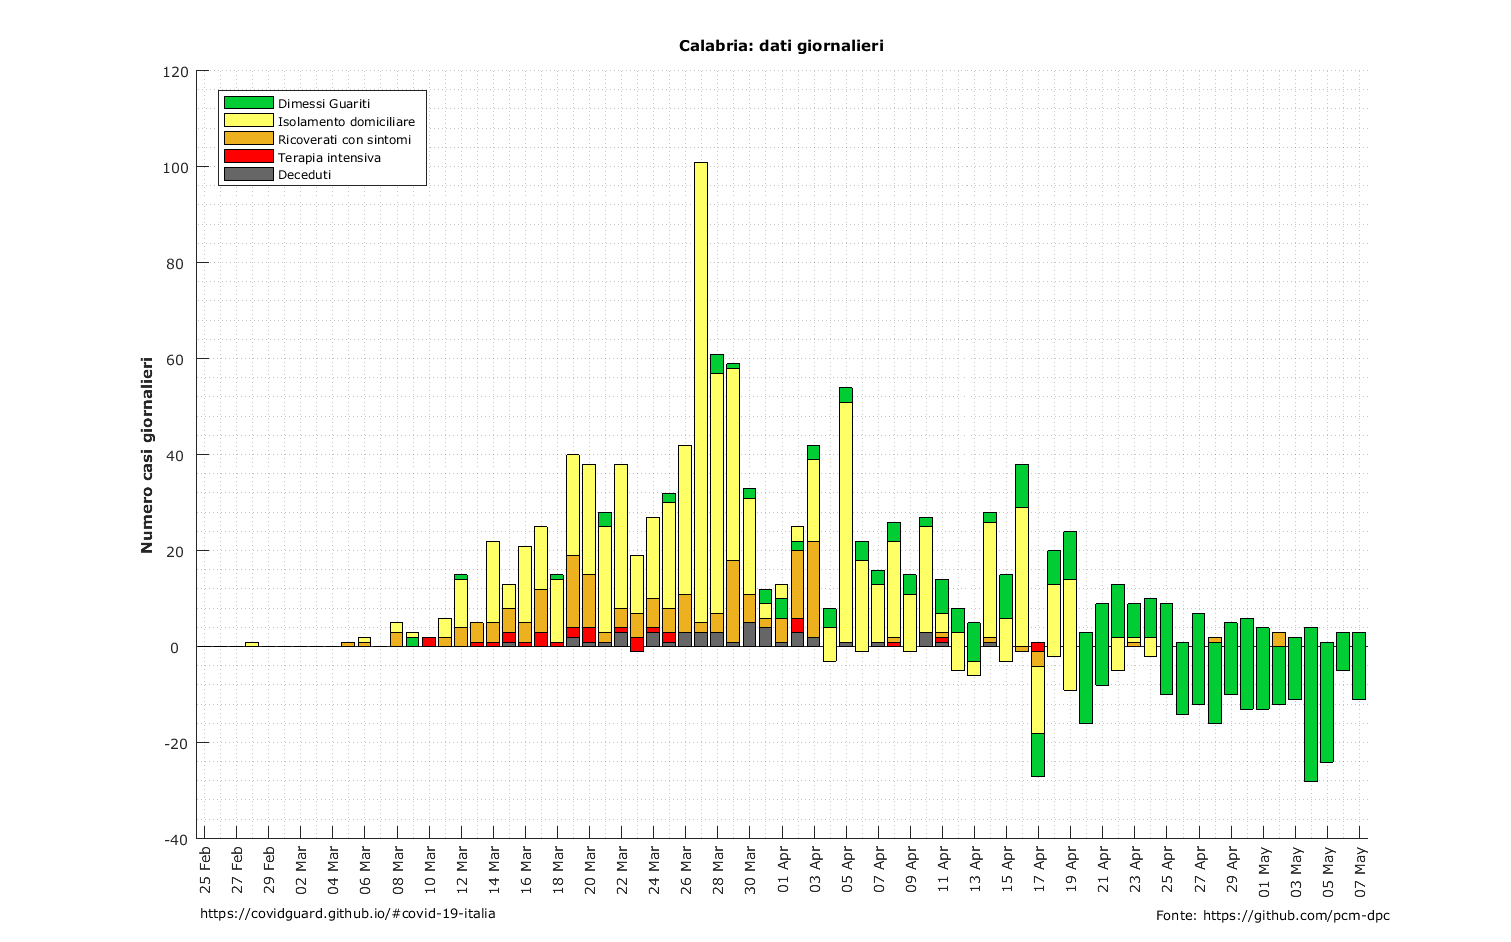 Calabria: dati giornalieri
120
100
80
60
40
20
0
-20
-40
Numero casi giornalieri
Dimessi Guariti
Isolamento domiciliare
Ricoverati con sintomi
Terapia intensiva
Deceduti
25 Feb
27 Feb
29 Feb
02 Mar
04 Mar
06 Mar
08 Mar
10 Mar
12 Mar
14 Mar
16 Mar
18 Mar
20 Mar
22 Mar
24 Mar
26 Mar
28 Mar
30 Mar
01 Apr
03 Apr
05 Apr
07 Apr
09 Apr
11 Apr
13 Apr
15 Apr
17 Apr
19 Apr
21 Apr
23 Apr
25 Apr
27 Apr
29 Apr
01 May
03 May
05 May
07 May
https://covidguard.github.io/#covid-19-italia
Fonte: https://github.com/pcm-dpc